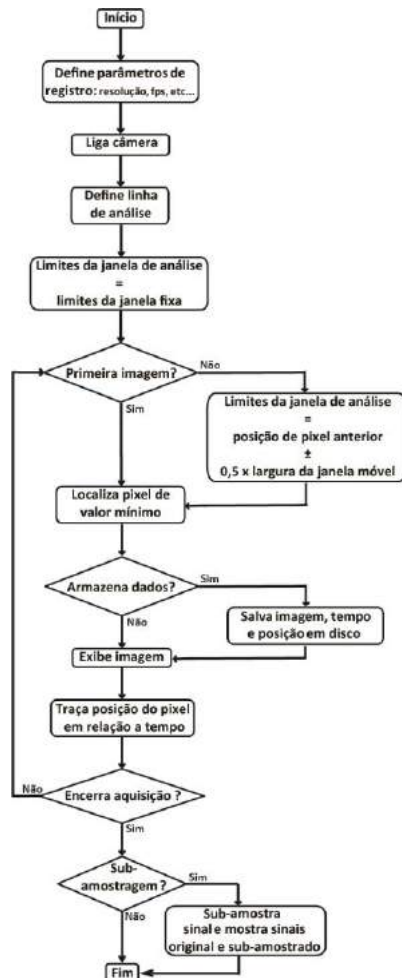 Início
Define parâmetros de
registro: resolução, fps, etc...
Liga câmera
Define linha
de análise
Limites da janela de análise
=
limites da janela fixa
Primeira imagem?
Não
Sim
Limites da janela de análise
=
posição de pixel anterior
±
0,5 x largura da janela móvel
Localiza pixel de
valor mínimo
Armazena dados?
Sim
Não
Salva imagem, tempo
e posição em disco
Exibe imagem
Traça posição do pixel
em relação a tempo
Encerra aquisição ?
Não
Sim
Sub-
amostragem ?
Sim
Não
Sub-amostra
sinal e mostra sinais
original e sub-amostrado
Fim